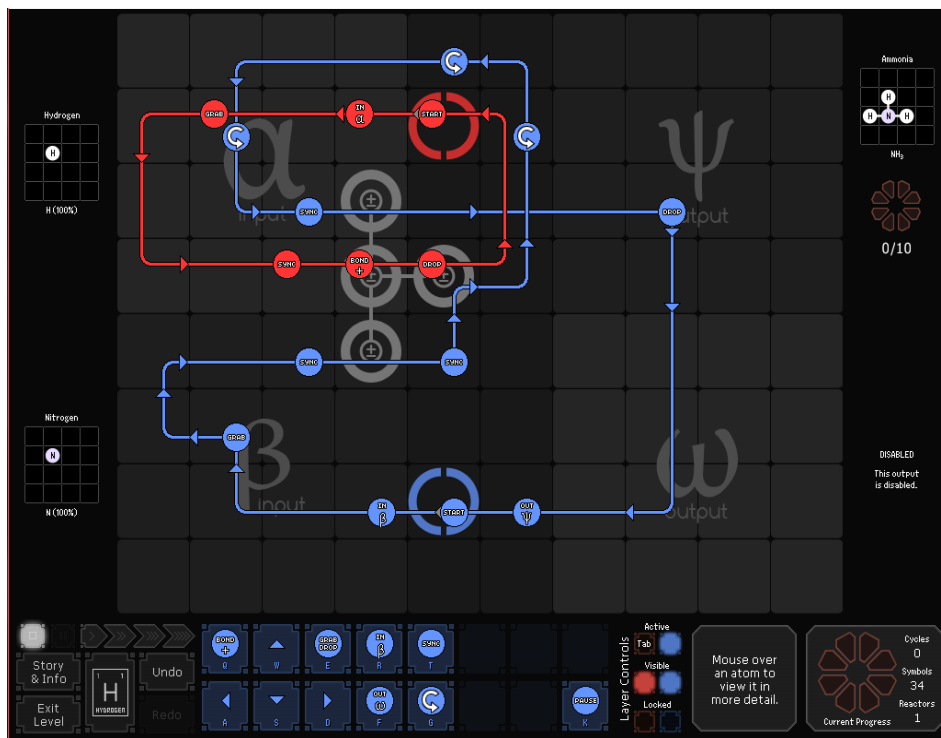 Ammonia
H
H N H
NH₃
0/10
Hydrogen
H
H (100%)
GRAB
IN
α
START
α
input
ψ
output
SYNC
DROP
SYNC
BOND
+
DROP
±
±
±
±
SYNC
SYNC
Nitrogen
N
N (100%)
GRAB
β
input
IN
β
START
OUT
ψ
ω
output
DISABLED
This output
is disabled.
Story
& Info
Exit
Level
1
H
HYDROGEN
Undo
Redo
BOND
+
Q
W
GRAB
DROP
E
IN
β
R
SYNC
T
A
S
D
OUT
ω
F
G
PAUSE
K
Layer Controls
Active
Tab
Visible
Locked
Mouse over
an atom to
view it in
more detail.
Cycles
0
Symbols
34
Reactors
1
Current Progress